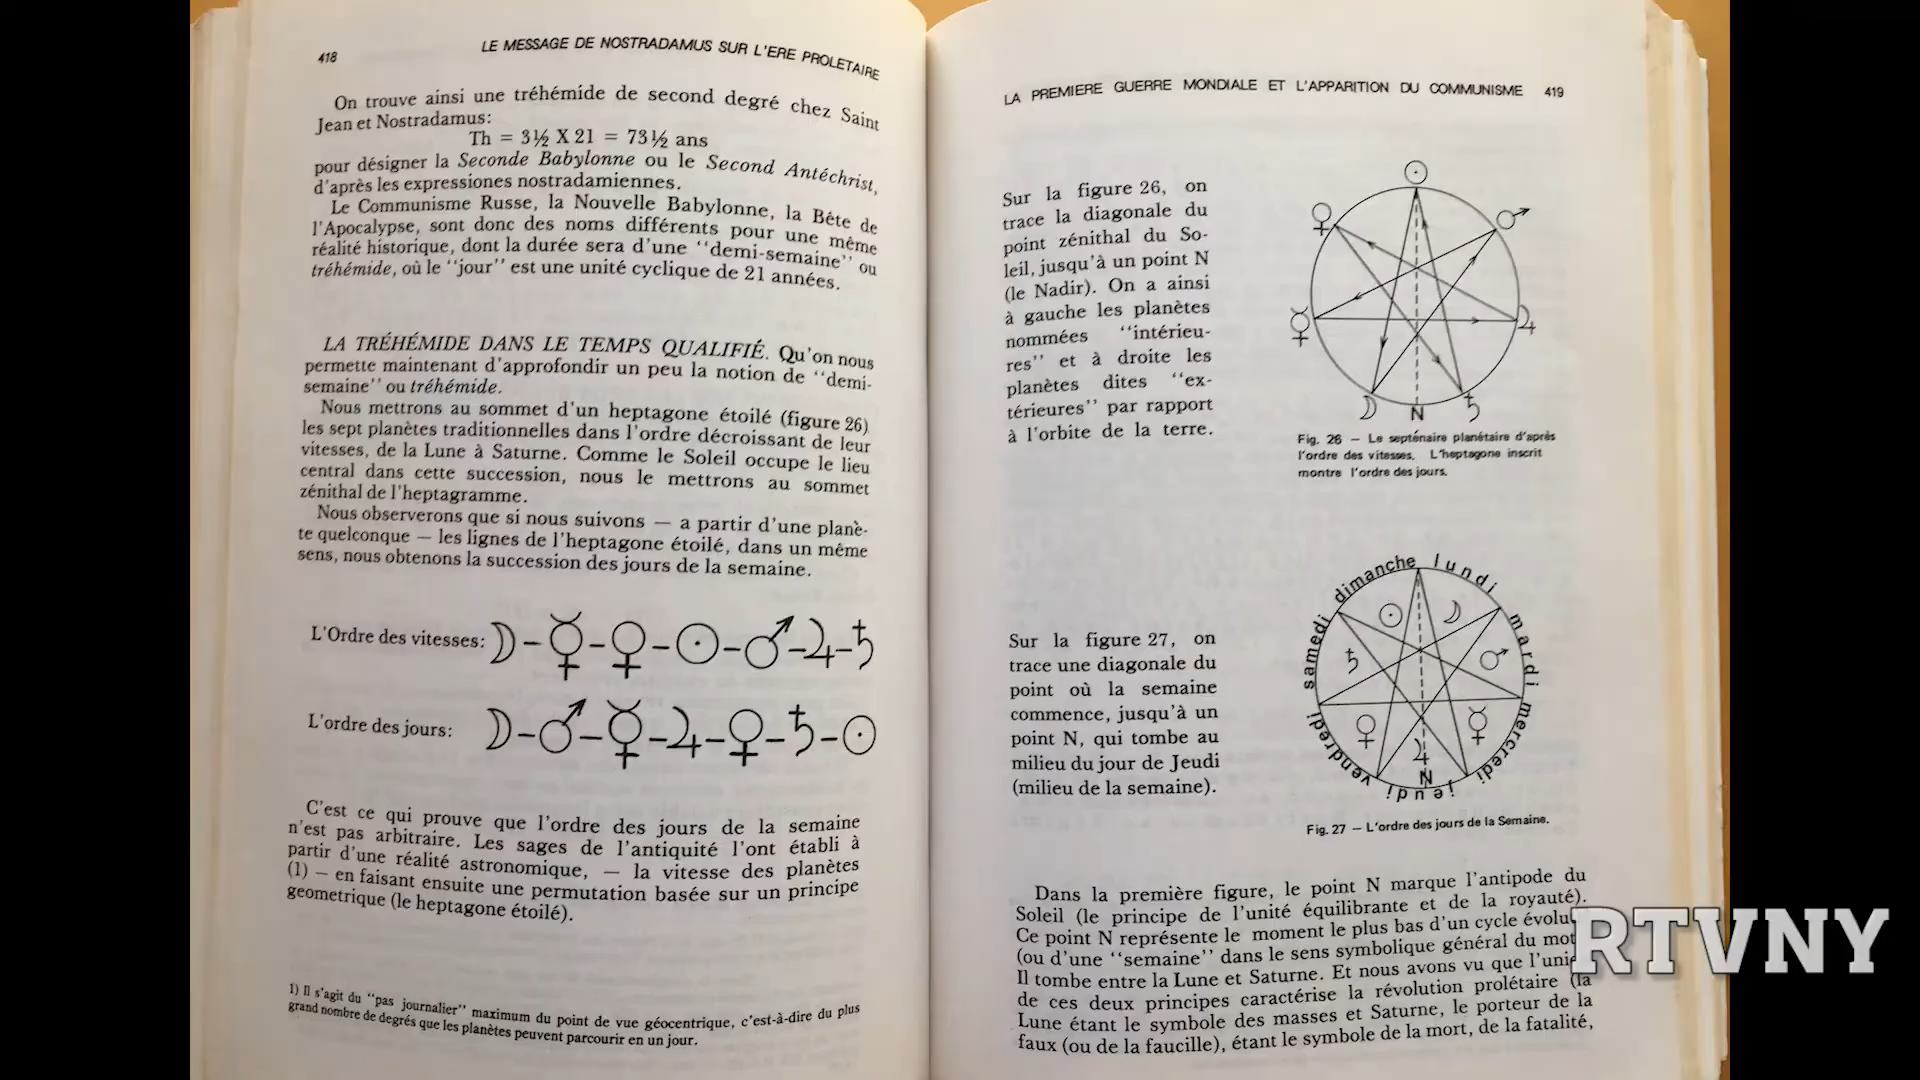 418
LE MESSAGE DE NOSTRADAMUS SUR L'ERE PROLETAIRE
On trouve ainsi une tréhémide de second degré chez Saint
Jean et Nostradamus:
Th = 3½ X 21 = 73½ ans
pour désigner la Seconde Babylonne ou le Second Antéchrist,
d'après les expressiones nostradamiennes.
Le Communisme Russe, la Nouvelle Babylonne, la Bête de
l'Apocalypse, sont donc des noms différents pour une même
réalité historique, dont la durée sera d'une ''demi-semaine'' ou
tréhémide, où le ''jour'' est une unité cyclique de 21 années.
LA TRÉHÉMIDE DANS LE TEMPS QUALIFIÉ. Qu'on nous
permette maintenant d'approfondir un peu la notion de ''demi-
semaine'' ou tréhémide.
Nous mettrons au sommet d'un heptagone étoilé (figure 26)
les sept planètes traditionnelles dans l'ordre décroissant de leur
vitesses, de la Lune à Saturne. Comme le Soleil occupe le lieu
central dans cette succession, nous le mettrons au sommet
zénithal de l'heptagramme.
Nous observerons que si nous suivons — a partir d'une planè-
te quelconque — les lignes de l'heptagone étoilé, dans un même
sens, nous obtenons la succession des jours de la semaine.
L'Ordre des vitesses: ☽ – ☿ – ♀ – ☉ – ♂ – ♃ – ♄
L'ordre des jours: ☽ – ♂ – ☿ – ♃ – ♀ – ♄ – ☉
C'est ce qui prouve que l'ordre des jours de la semaine
n'est pas arbitraire. Les sages de l'antiquité l'ont établi à
partir d'une réalité astronomique, — la vitesse des planètes
(1) — en faisant ensuite une permutation basée sur un principe
geometrique (le heptagone étoilé).
1) Il s'agit du ''pas journalier'' maximum du point de vue géocentrique, c'est-à-dire du plus
grand nombre de degrés que les planètes peuvent parcourir en un jour.
LA PREMIERE GUERRE MONDIALE ET L'APPARITION DU COMMUNISME 419
Sur la figure 26, on
trace la diagonale du
point zénithal du So-
leil, jusqu'à un point N
(le Nadir). On a ainsi
à gauche les planètes
nommées ''intérieu-
res'' et à droite les
planètes dites ''ex-
térieures'' par rapport
à l'orbite de la terre.
☉
♀ ♂
☿ ♃
☽ N ♄
Fig. 26 — Le septénaire planétaire d'après
l'ordre des vitesses. L'heptagone inscrit
montre l'ordre des jours.
Sur la figure 27, on
trace une diagonale du
point où la semaine
commence, jusqu'à un
point N, qui tombe au
milieu du jour de Jeudi
(milieu de la semaine).
dimanche lundi mardi mercredi jeudi vendredi samedi
☉ ☽
♄ ♂
♀ ☿
♃
N
Fig. 27 — L'ordre des jours de la Semaine.
Dans la première figure, le point N marque l'antipode du
Soleil (le principe de l'unité équilibrante et de la royauté).
Ce point N représente le moment le plus bas d'un cycle évolu
(ou d'une ''semaine'' dans le sens symbolique général du mot
Il tombe entre la Lune et Saturne. Et nous avons vu que l'uni
de ces deux principes caractérise la révolution prolétaire (la
Lune étant le symbole des masses et Saturne, le porteur de la
faux (ou de la faucille), étant le symbole de la mort, de la fatalité,
RTVNY